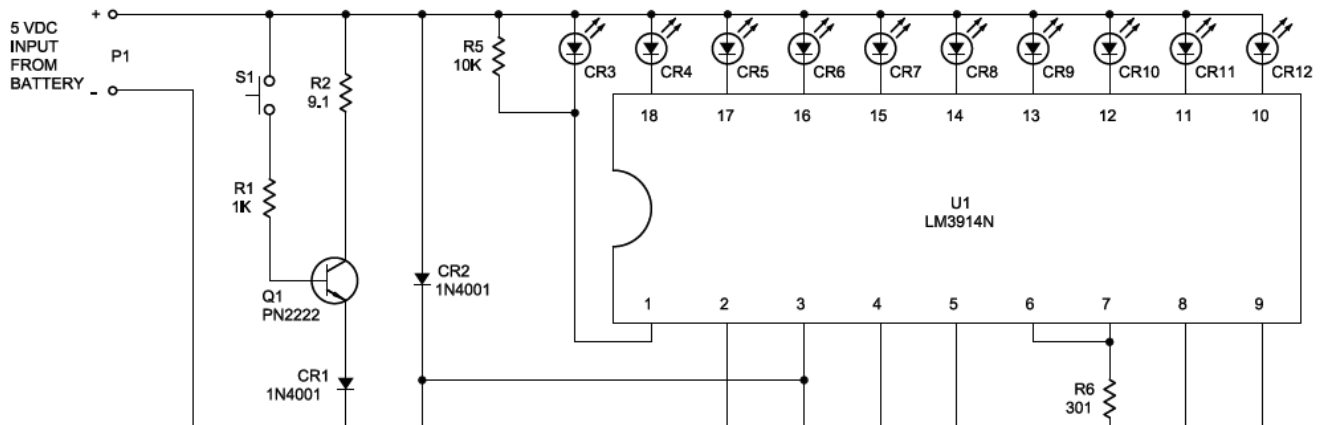 +
5 VDC
INPUT
FROM
BATTERY
-
P1
S1
R2
9.1
R1
1K
Q1
PN2222
CR1
1N4001
CR2
1N4001
R5
10K
CR3
CR4
CR5
CR6
CR7
CR8
CR9
CR10
CR11
CR12
18 17 16 15 14 13 12 11 10
U1
LM3914N
1 2 3 4 5 6 7 8 9
R6
301